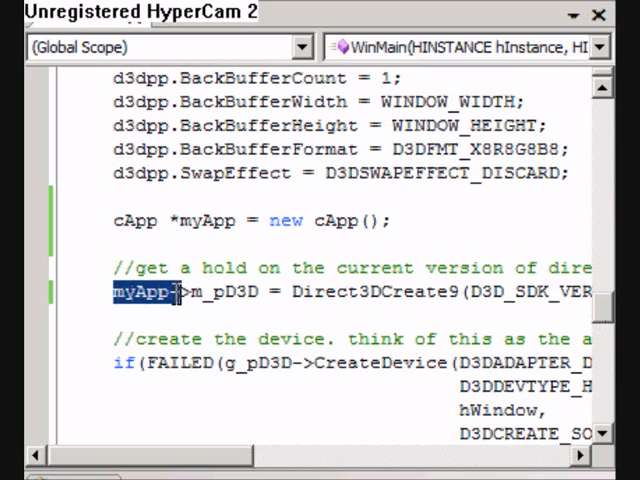 Unregistered HyperCam 2
(Global Scope)
WinMain(HINSTANCE hInstance, HI
d3dpp.BackBufferCount = 1;
d3dpp.BackBufferWidth = WINDOW_WIDTH;
d3dpp.BackBufferHeight = WINDOW_HEIGHT;
d3dpp.BackBufferFormat = D3DFMT_X8R8G8B8;
d3dpp.SwapEffect = D3DSWAPEFFECT_DISCARD;
cApp *myApp = new cApp();
//get a hold on the current version of dire
myApp->m_pD3D = Direct3DCreate9(D3D_SDK_VER
//create the device. think of this as the a
if(FAILED(g_pD3D->CreateDevice(D3DADAPTER_D
D3DDEVTYPE_H
hWindow,
D3DCREATE_SO